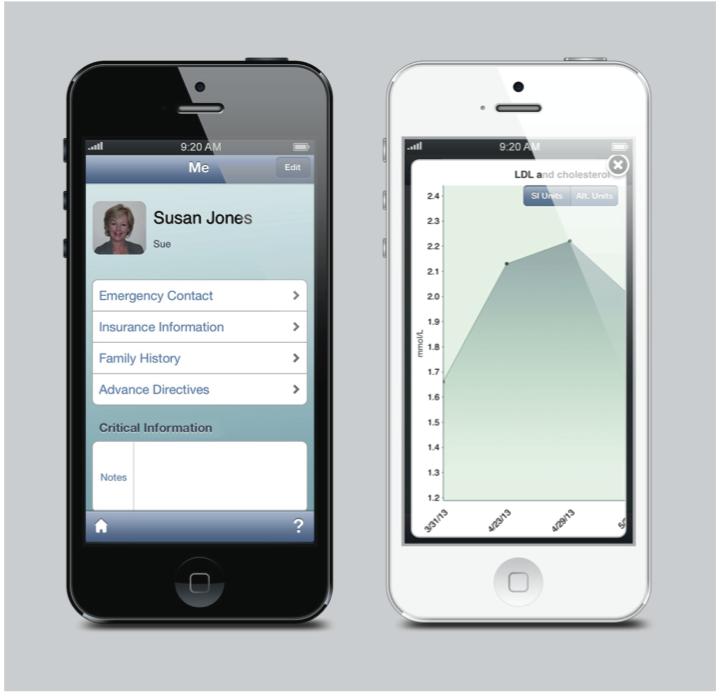 9:20 AM
Me
Edit
Susan Jones
Sue
Emergency Contact
Insurance Information
Family History
Advance Directives
Critical Information
Notes
?
9:20 AM
LDL and cholesterol
SI Units
Alt. Units
mmol/L
2.4
2.3
2.2
2.1
2.0
1.9
1.8
1.7
1.6
1.5
1.4
1.3
1.2
3/31/13
4/23/13
4/29/13
5/